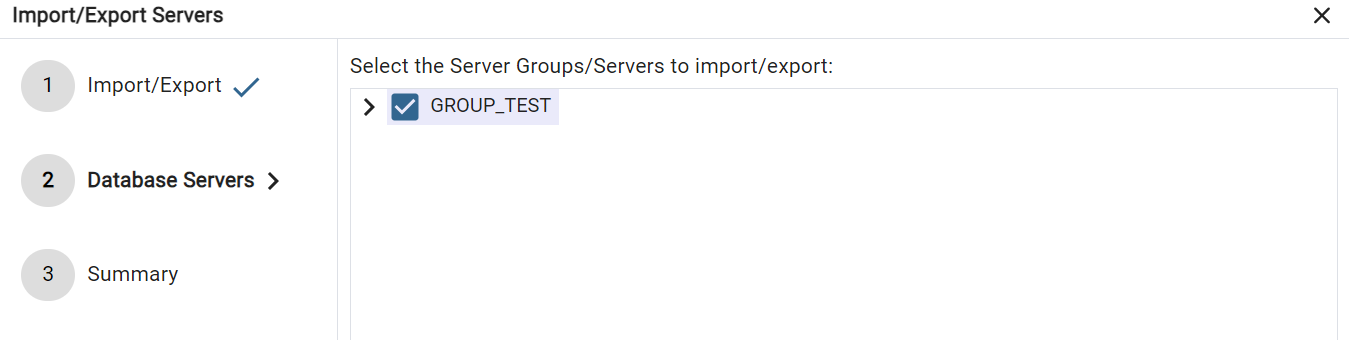 Import/Export Servers
1 Import/Export
Select the Server Groups/Servers to import/export:
GROUP_TEST
2 Database Servers
3 Summary